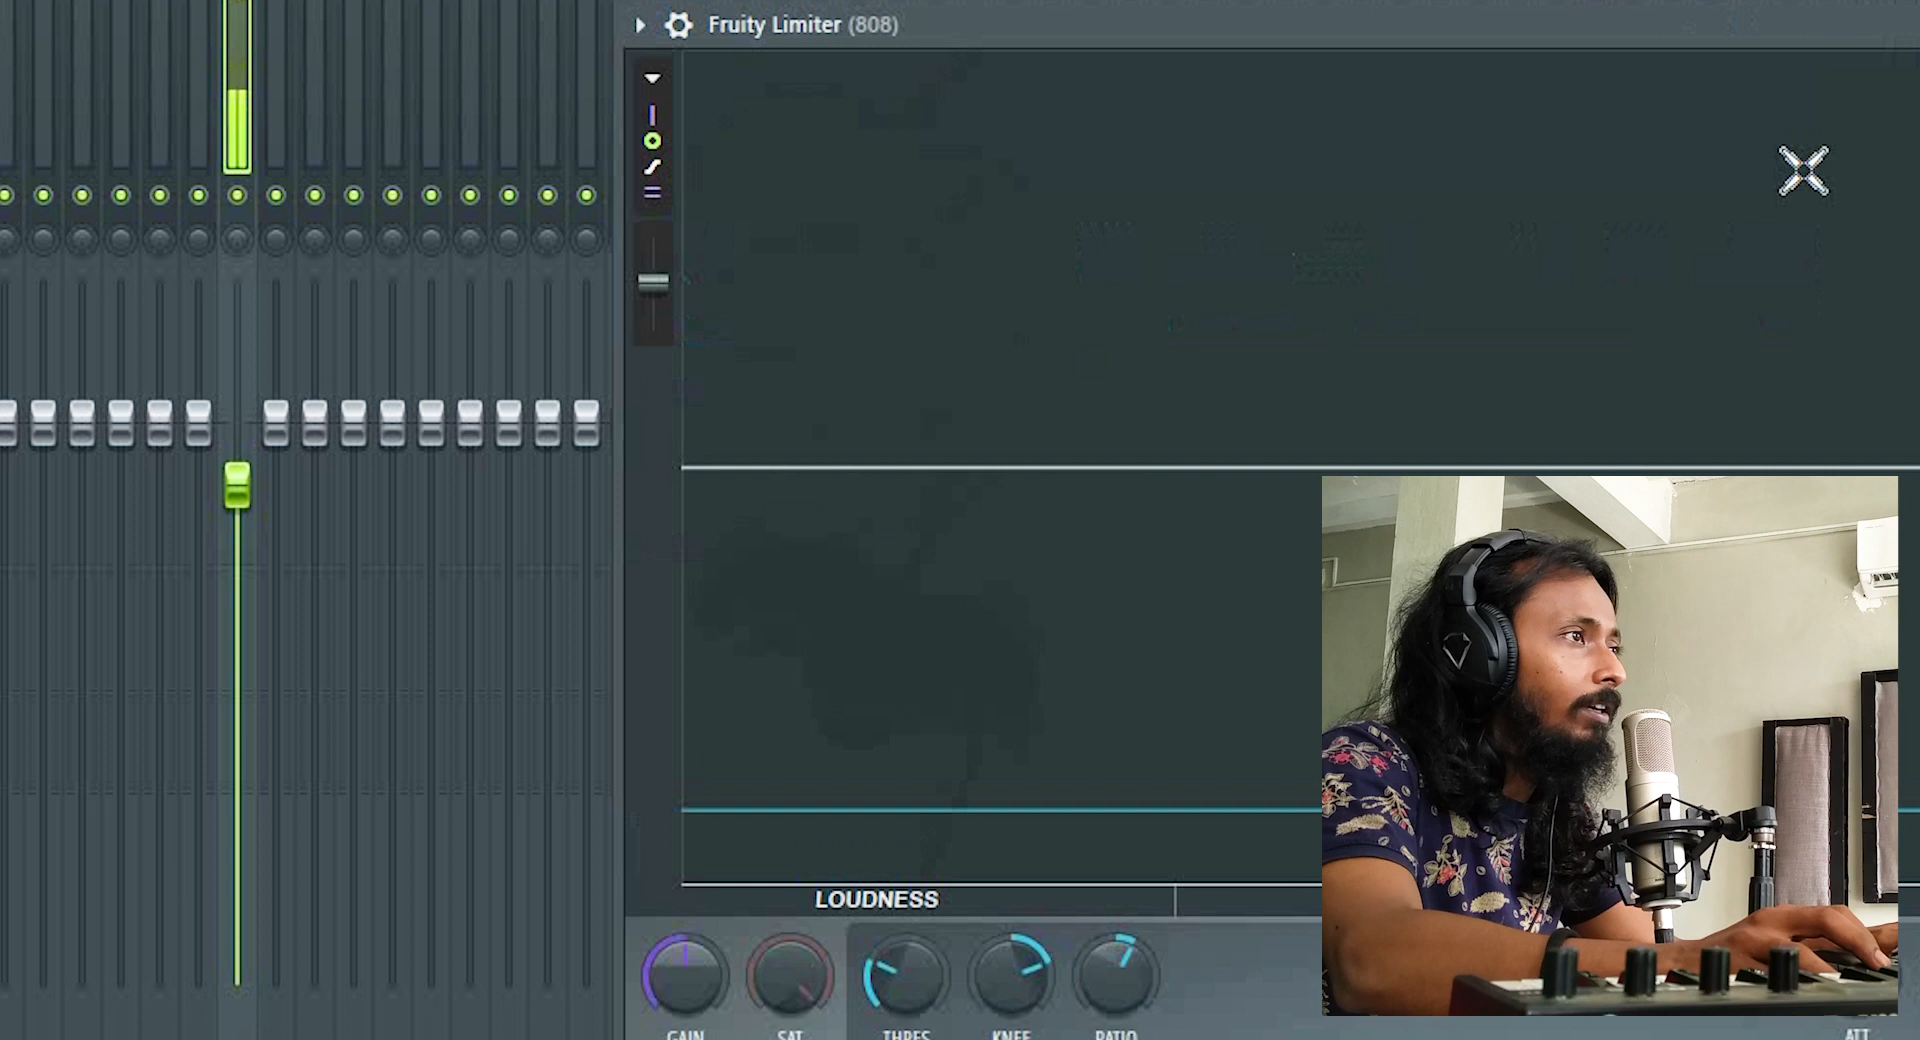 Fruity Limiter (808)
LOUDNESS
GAIN
SAT
THRES
KNEE
RATIO
ATT